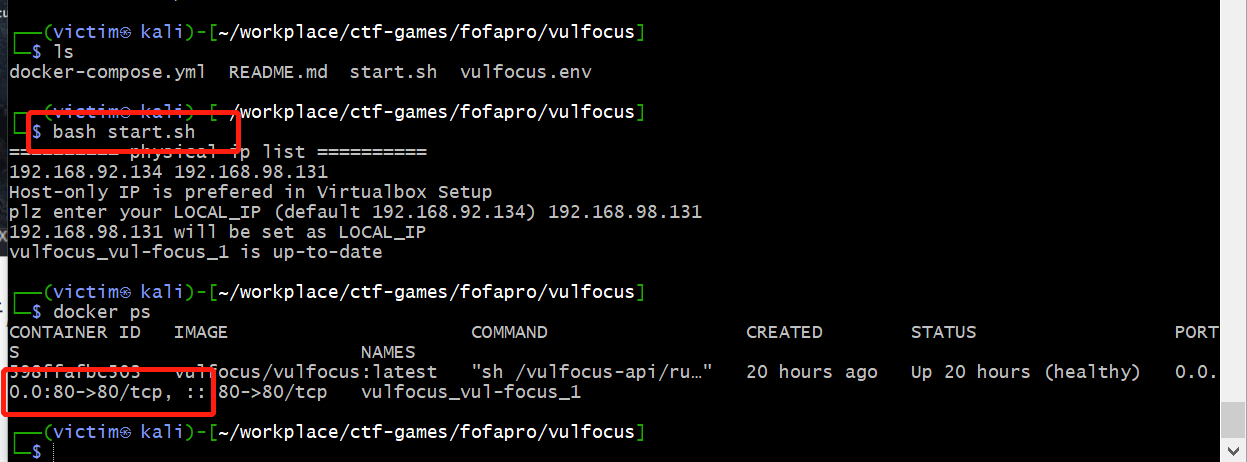 ┌──(victim㉿ kali)-[~/workplace/ctf-games/fofapro/vulfocus]
└─$ ls
docker-compose.yml  README.md  start.sh  vulfocus.env
┌──(victim㉿ kali)-[~/workplace/ctf-games/fofapro/vulfocus]
└─$ bash start.sh
========== physical ip list ==========
192.168.92.134 192.168.98.131
Host-only IP is prefered in Virtualbox Setup
plz enter your LOCAL_IP (default 192.168.92.134) 192.168.98.131
192.168.98.131 will be set as LOCAL_IP
vulfocus_vul-focus_1 is up-to-date
┌──(victim㉿ kali)-[~/workplace/ctf-games/fofapro/vulfocus]
└─$ docker ps
CONTAINER ID   IMAGE                      COMMAND                  CREATED        STATUS                  PORT
S                               NAMES
vulfocus/vulfocus:latest   "sh /vulfocus-api/ru…"   20 hours ago   Up 20 hours (healthy)   0.0.
0.0:80->80/tcp, :::80->80/tcp   vulfocus_vul-focus_1
┌──(victim㉿ kali)-[~/workplace/ctf-games/fofapro/vulfocus]
└─$